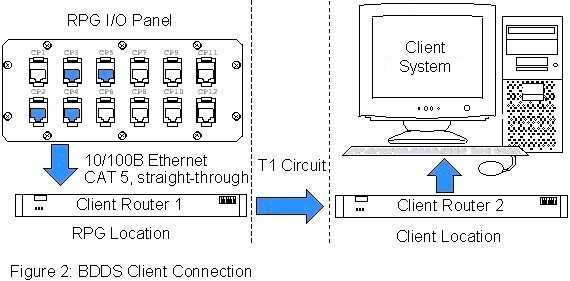 RPG I/O Panel
CP1 CP3 CP5 CP7 CP9 CP11
CP2 CP4 CP6 CP8 CP10 CP12
Client
System
10/100B Ethernet
CAT 5, straight-through
T1 Circuit
Client Router 1
Client Router 2
RPG Location
Client Location
Figure 2: BDDS Client Connection